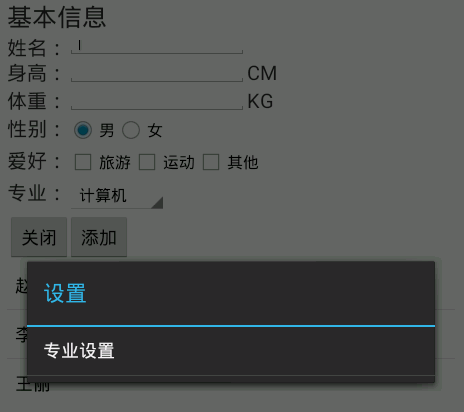 基本信息
姓名：
身高： CM
体重： KG
性别： 男 女
爱好： 旅游 运动 其他
专业： 计算机
关闭 添加
赵
设置
李
专业设置
王丽